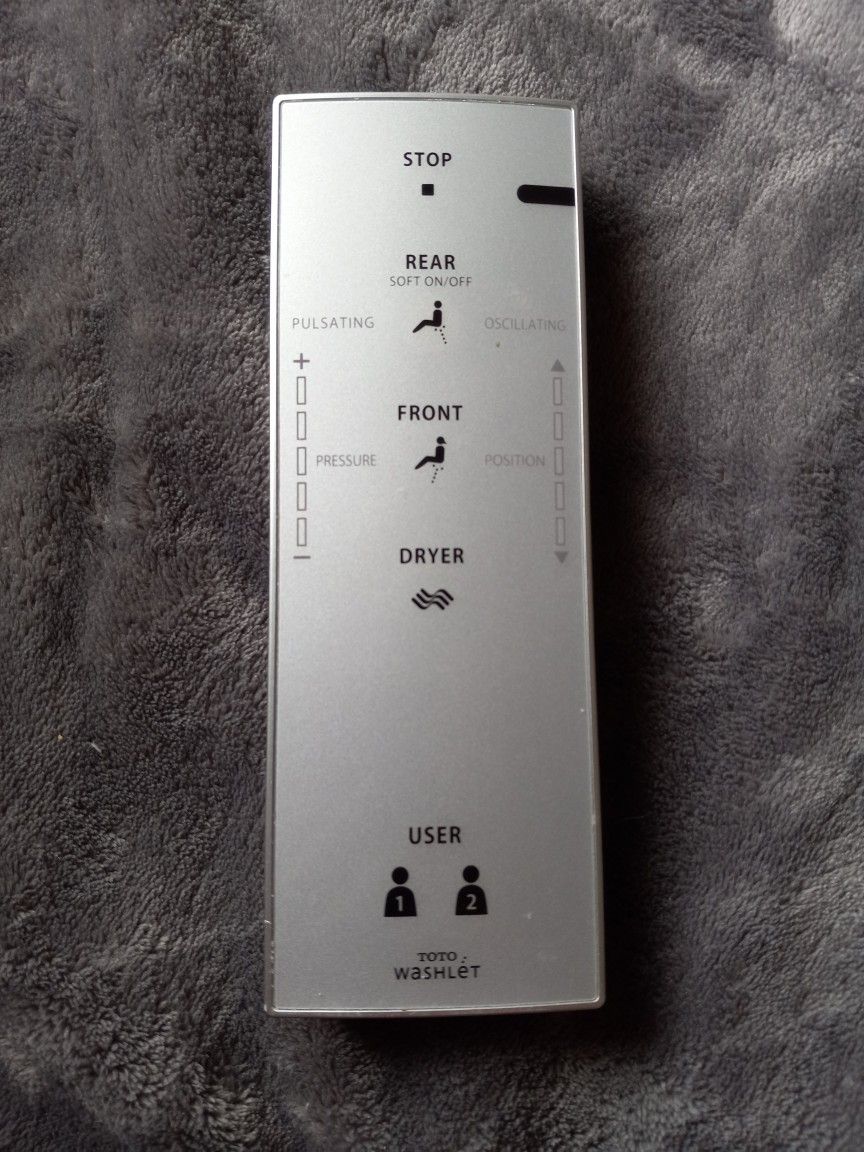 STOP
REAR
SOFT ON/OFF
PULSATING
OSCILLATING
+
FRONT
PRESSURE
POSITION
−
DRYER
USER
1
2
TOTO
WASHLET